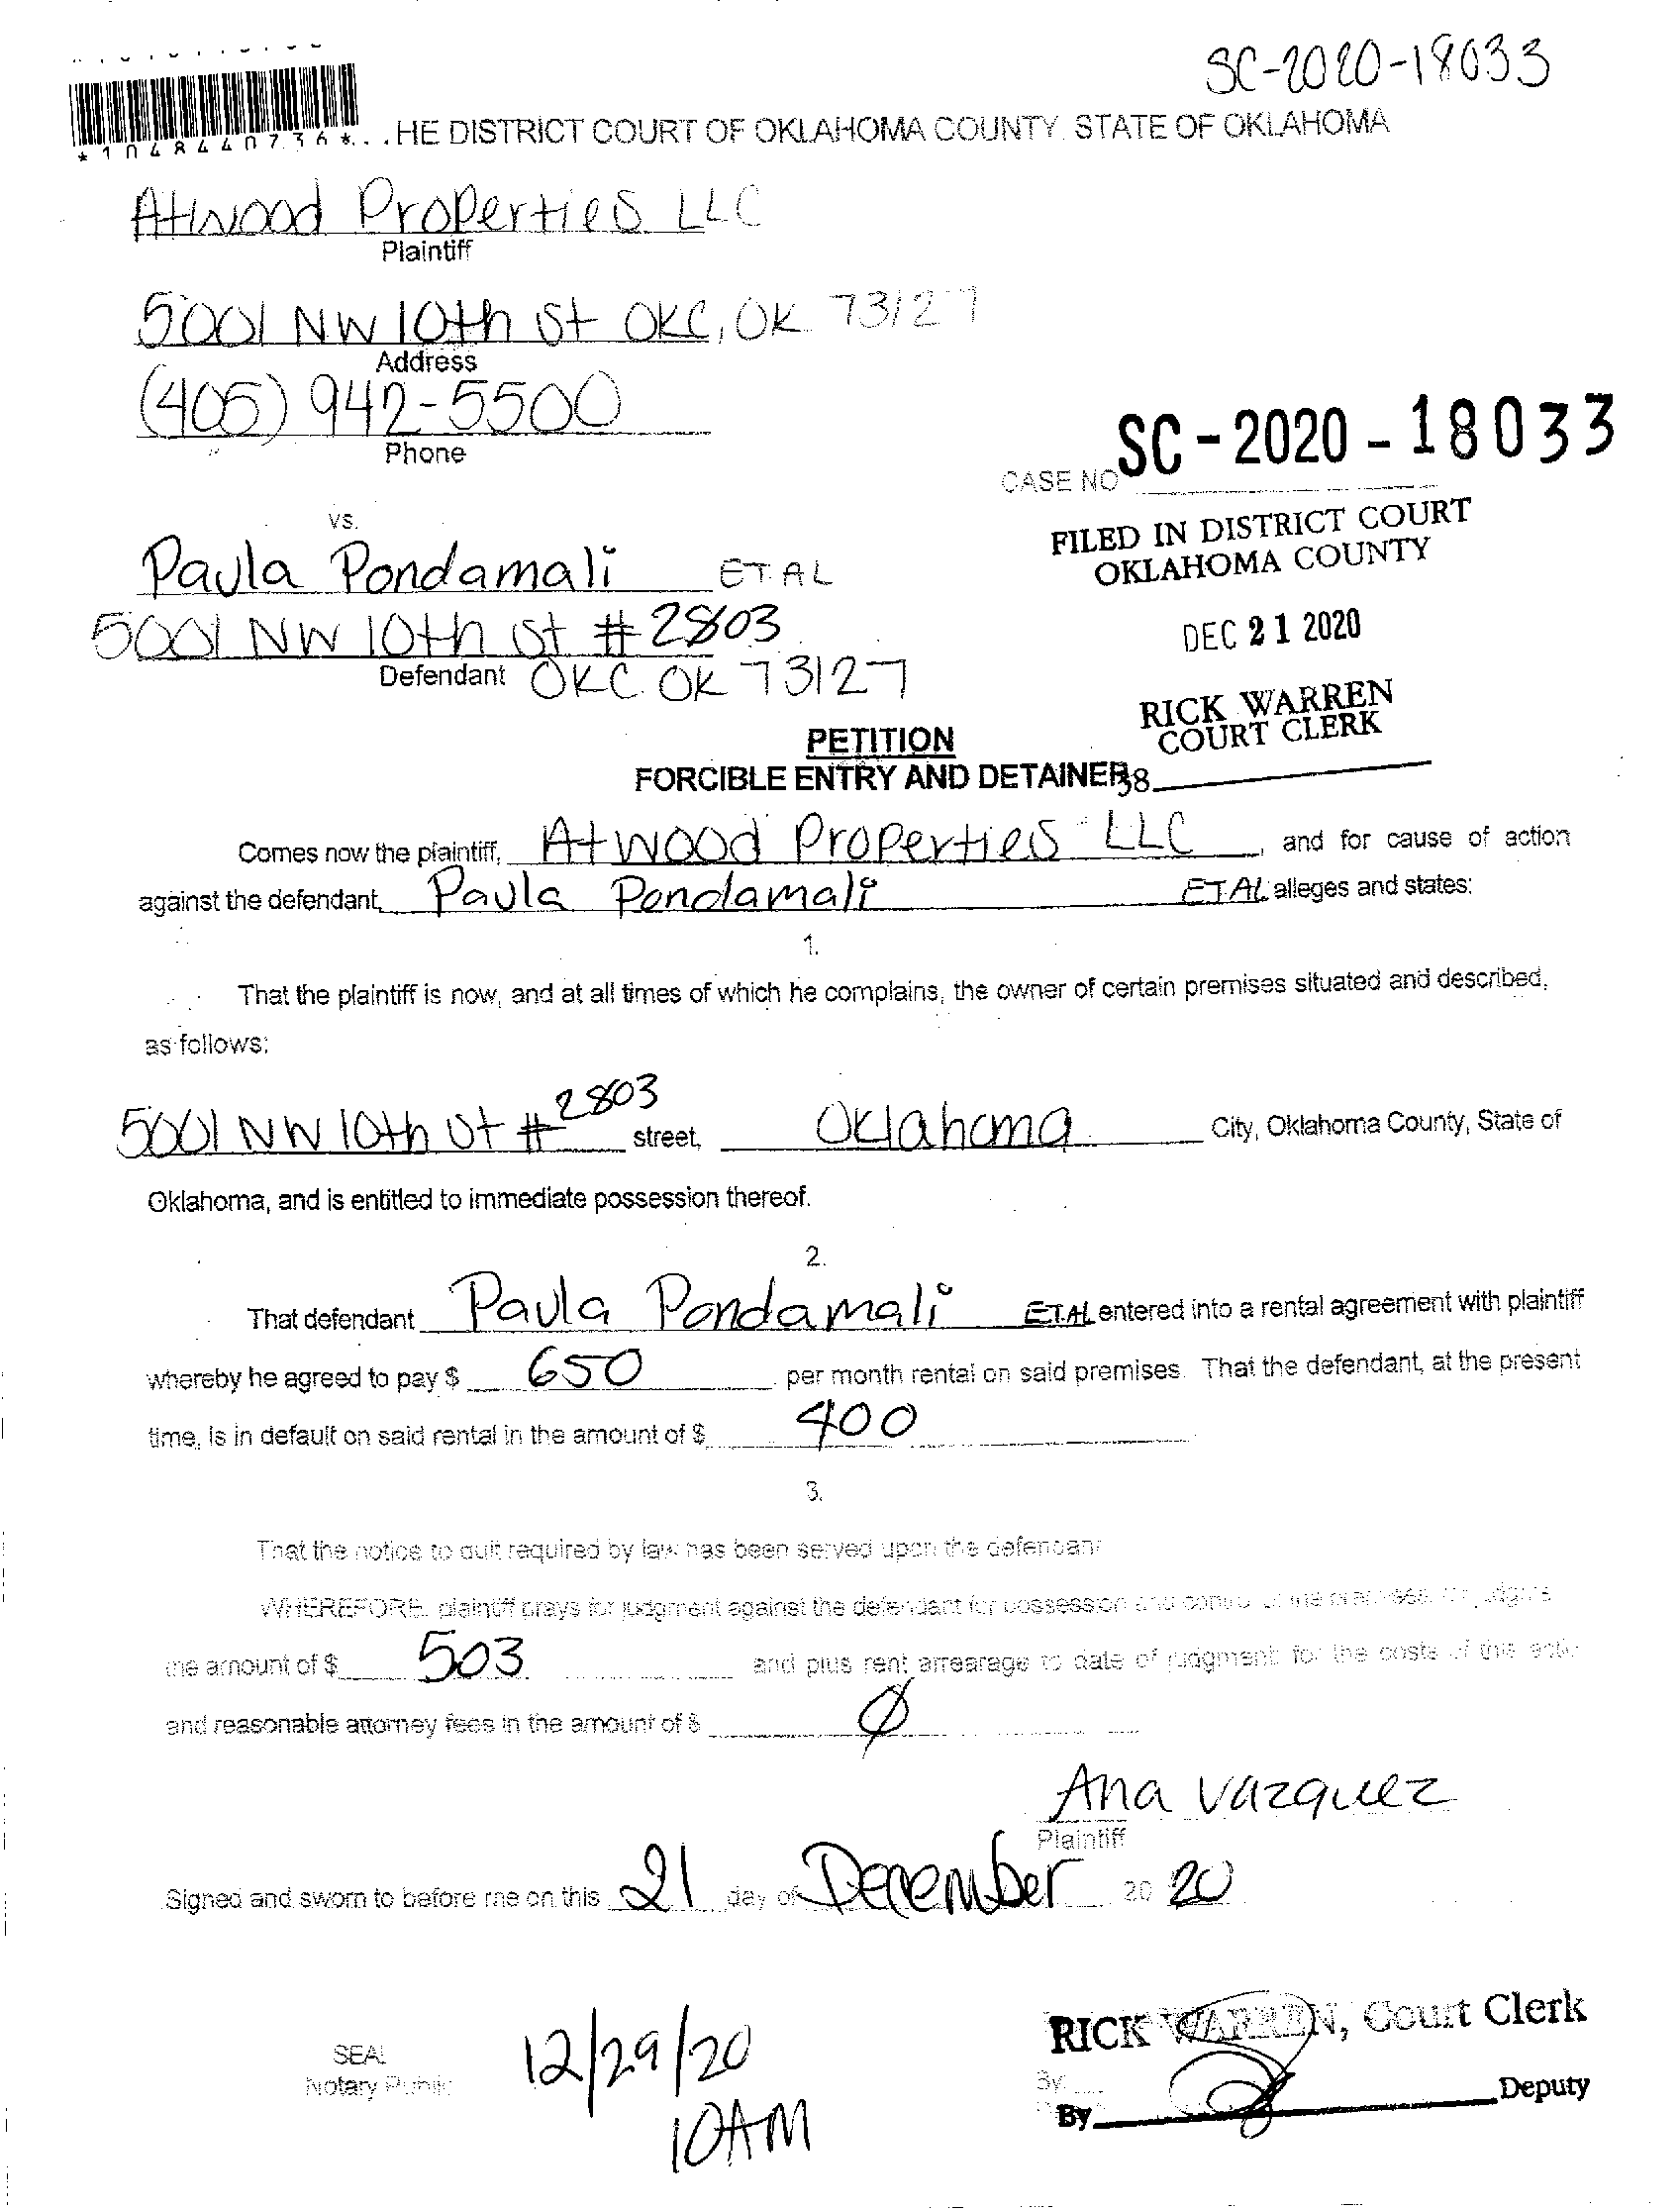 SC-2020-18033
*1048440736*...HE DISTRICT COURT OF OKLAHOMA COUNTY. STATE OF OKLAHOMA
Atwood Properties LLC
Plaintiff
5001 NW 10th St OKC, OK 73127
Address
(405) 942-5500
Phone
CASE NO SC-2020-18033
FILED IN DISTRICT COURT
OKLAHOMA COUNTY
DEC 21 2020
RICK WARREN
COURT CLERK
38
vs.
Paula Pondamali ET AL
5001 NW 10th St # 2803
Defendant OKC OK 73127
PETITION
FORCIBLE ENTRY AND DETAINER
Comes now the plaintiff, Atwood Properties LLC, and for cause of action
against the defendant, Paula Pondamali ET AL alleges and states:
1.
That the plaintiff is now, and at all times of which he complains, the owner of certain premises situated and described,
as follows:
5001 NW 10th St # 2803 street, Oklahoma City, Oklahoma County, State of
Oklahoma, and is entitled to immediate possession thereof.
2.
That defendant Paula Pondamali ET AL entered into a rental agreement with plaintiff
whereby he agreed to pay $ 650 per month rental on said premises. That the defendant, at the present
time, is in default on said rental in the amount of $ 400
3.
That the notice to quit required by law has been served upon the defendant
WHEREFORE, plaintiff prays for judgment against the defendant for possession and control of the premises, for
the amount of $ 503 and plus rent arrearage to date of judgment: for the costs of this
and reasonable attorney fees in the amount of $ Ø
Ana Vazquez
Plaintiff
Signed and sworn to before me on this 21 day of December 20 20
RICK WARREN, Court Clerk
SEAL
Notary Public
12/29/20
10AM
By
By Deputy